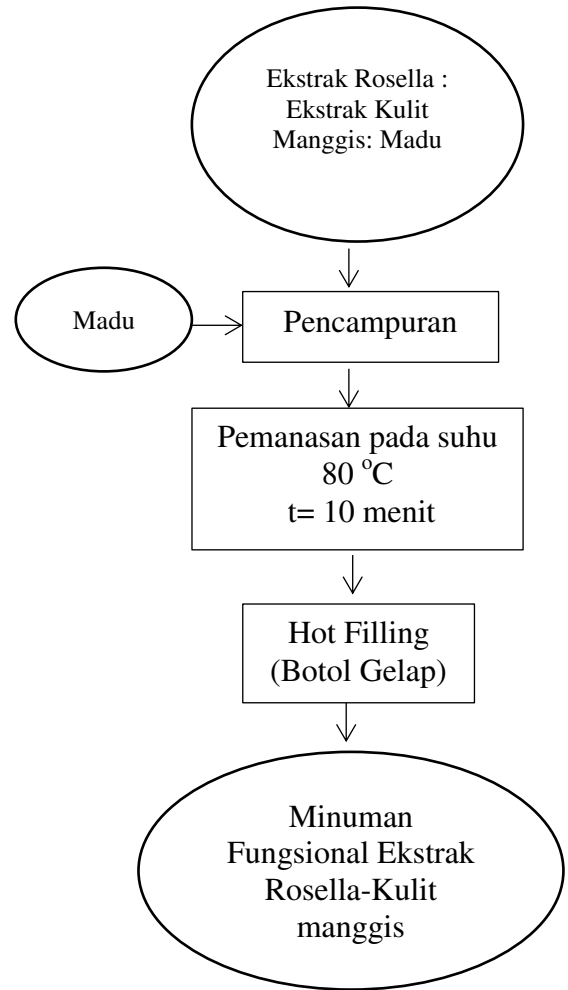 Ekstrak Rosella :
Ekstrak Kulit
Manggis: Madu
Madu
Pencampuran
Pemanasan pada suhu
80 °C
t= 10 menit
Hot Filling
(Botol Gelap)
Minuman
Fungsional Ekstrak
Rosella-Kulit
manggis